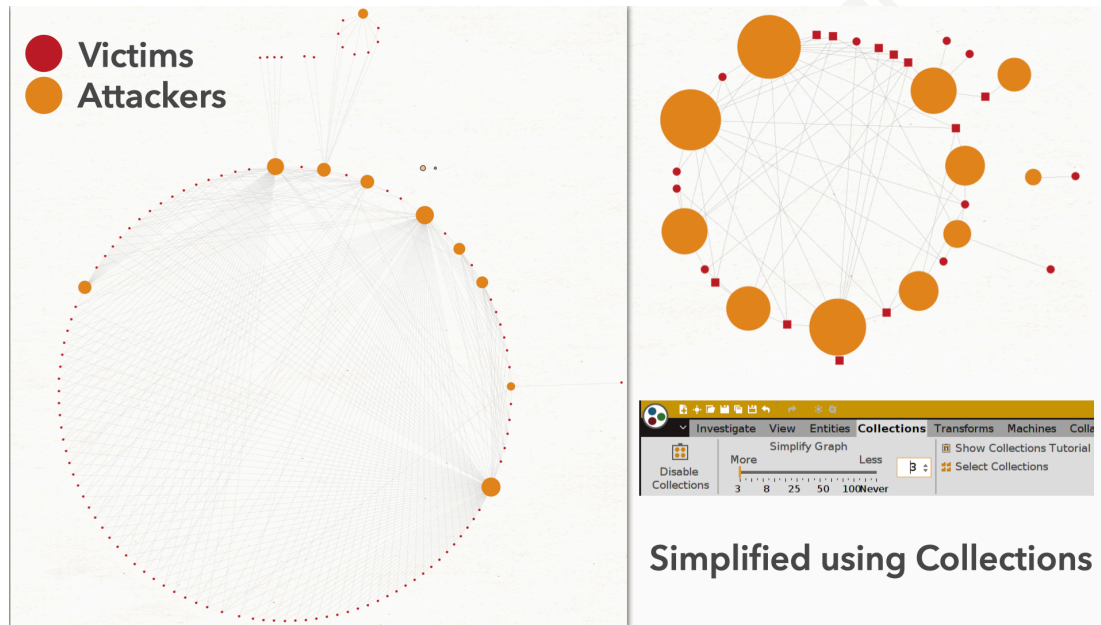 Victims
Attackers
Investigate View Entities Collections Transforms Machines Colla
Simplify Graph
More Less
3
Disable
Collections
3 8 25 50 100 Never
Show Collections Tutorial
Select Collections
Simplified using Collections